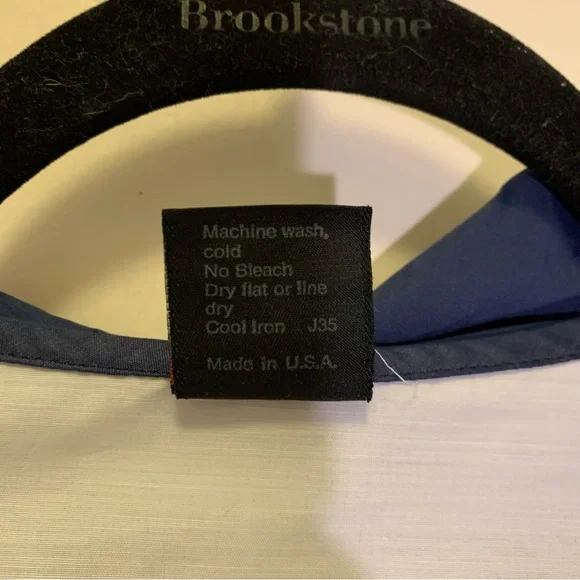 Brookstone
Machine wash,
cold
No Bleach
Dry flat or line
dry
Cool Iron J35
Made in U.S.A.